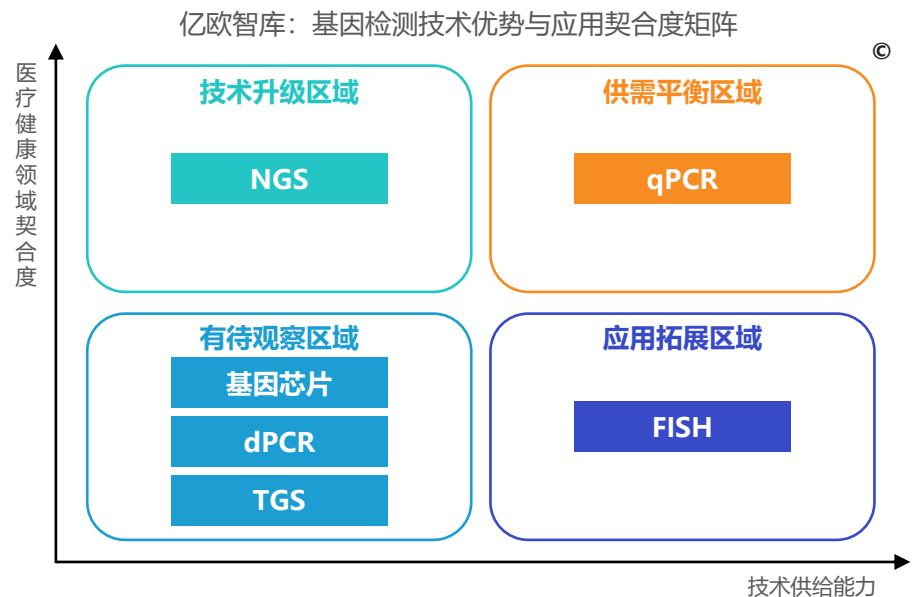 亿欧智库：基因检测技术优势与应用契合度矩阵
©
医疗健康领域契合度
技术升级区域
NGS
供需平衡区域
qPCR
有待观察区域
基因芯片
dPCR
TGS
应用拓展区域
FISH
技术供给能力